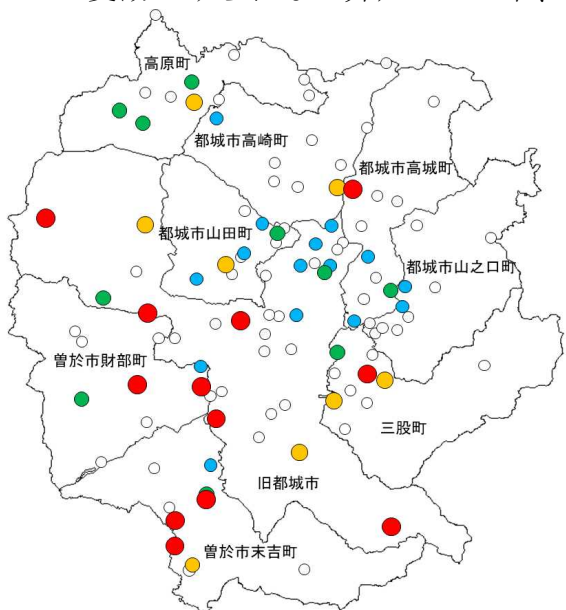 高原町
都城市高崎町
都城市高城町
都城市山田町
都城市山之口町
曽於市財部町
三股町
旧都城市
曽於市末吉町